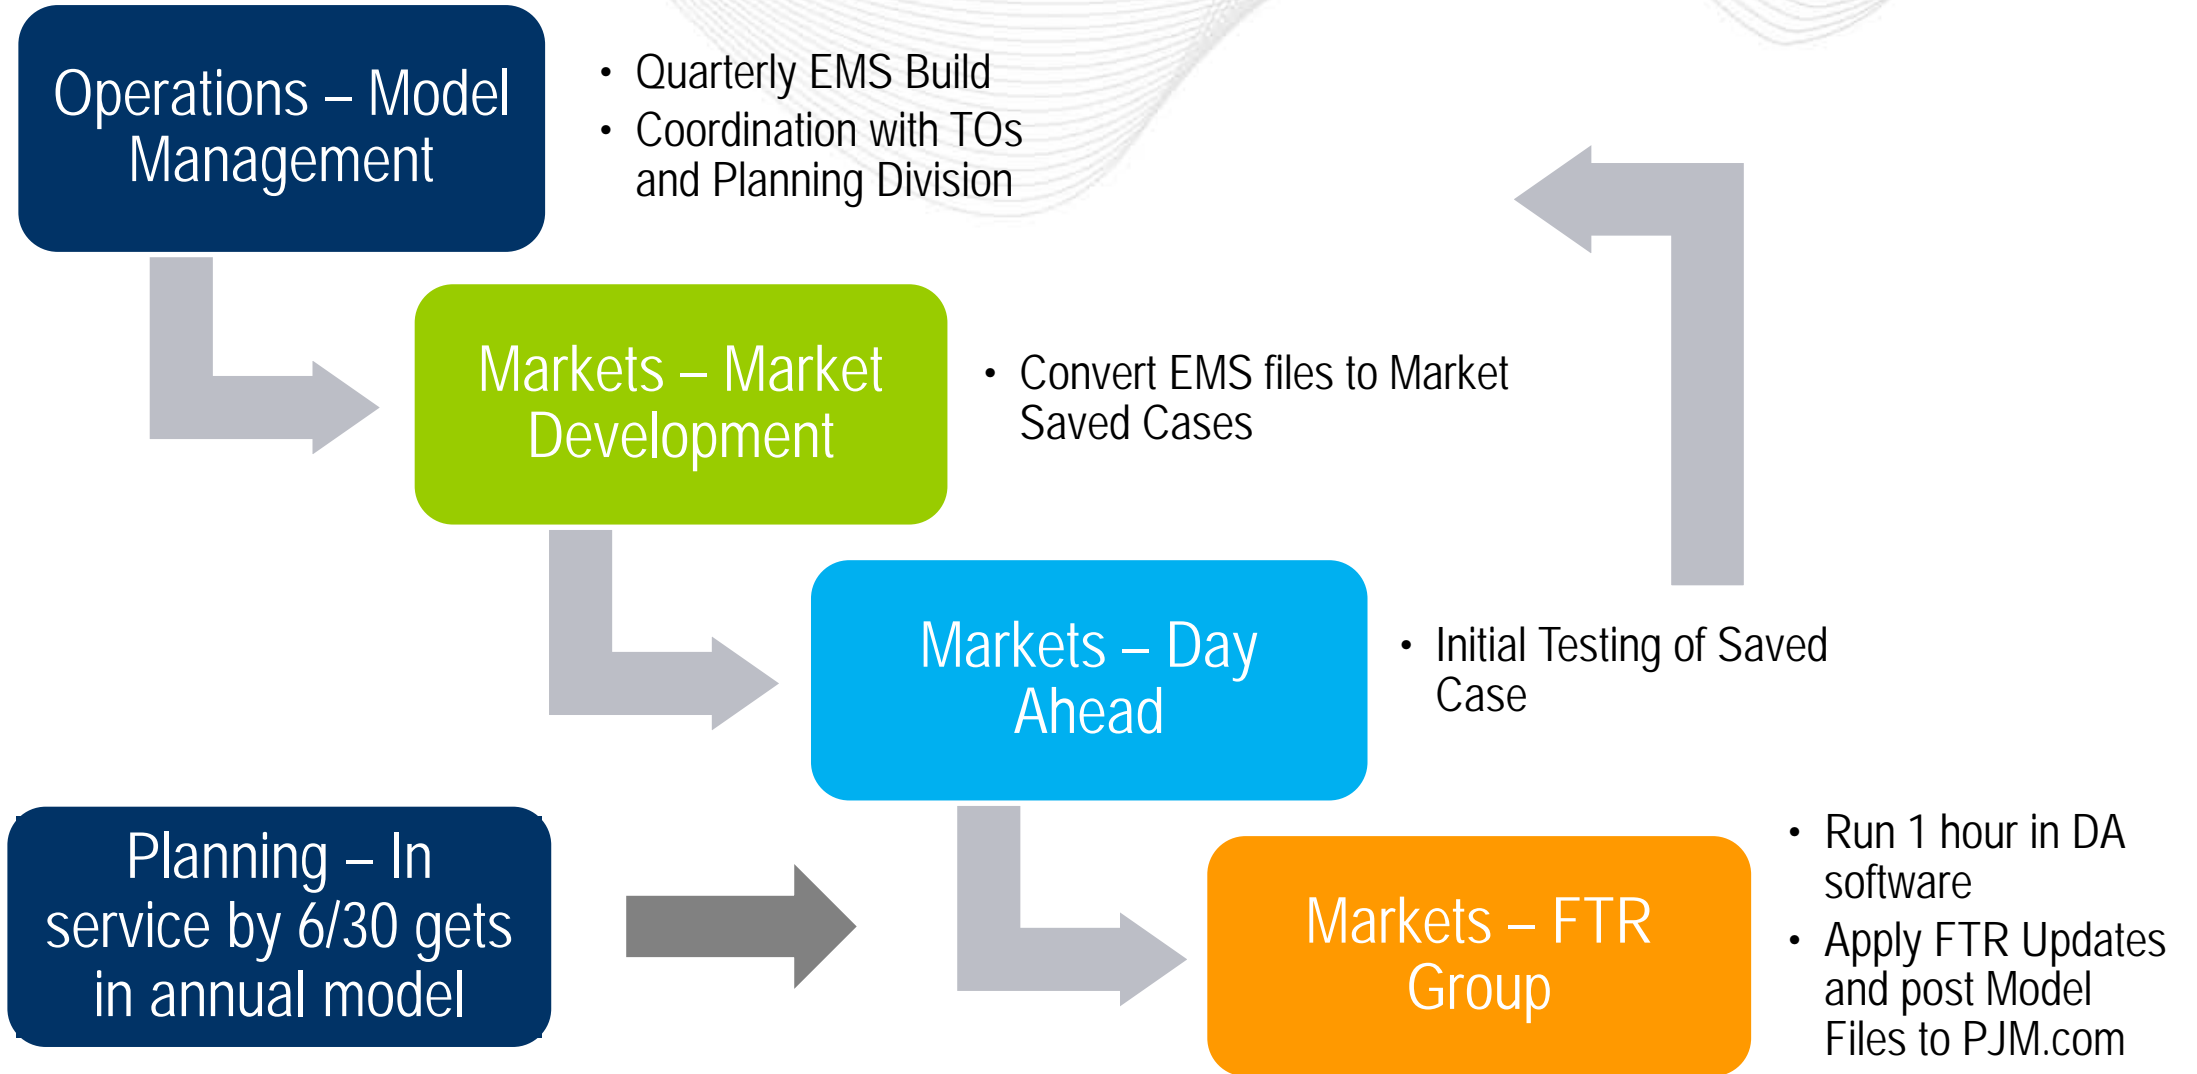 Operations – Model
Management
• Quarterly EMS Build
• Coordination with TOs
and Planning Division
Markets – Market
Development
• Convert EMS files to Market
Saved Cases
Markets – Day
Ahead
• Initial Testing of Saved
Case
Planning – In
service by 6/30 gets
in annual model
Markets – FTR
Group
• Run 1 hour in DA
software
• Apply FTR Updates
and post Model
Files to PJM.com